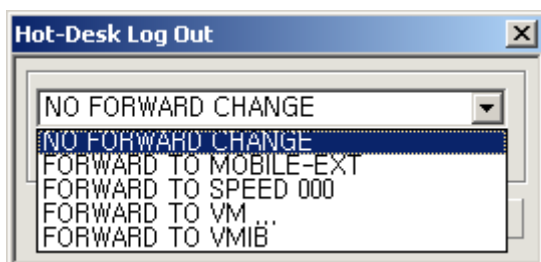 Hot-Desk Log Out
NO FORWARD CHANGE
NO FORWARD CHANGE
FORWARD TO MOBILE-EXT
FORWARD TO SPEED 000
FORWARD TO VM ...
FORWARD TO VMIB